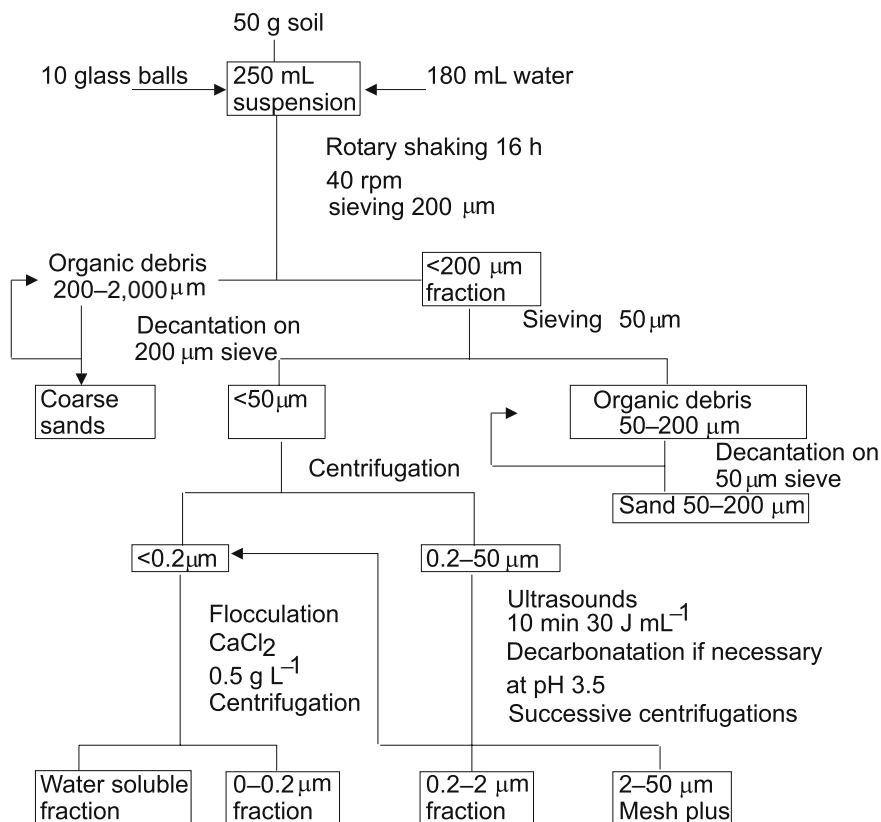 50 g soil
10 glass balls
250 mL
suspension
180 mL water
Rotary shaking 16 h
40 rpm
sieving 200 μm
Organic debris
200–2,000 μm
<200 μm
fraction
Sieving 50 μm
Decantation on
200 μm sieve
Coarse
sands
<50 μm
Organic debris
50–200 μm
Decantation on
50 μm sieve
Sand 50–200 μm
Centrifugation
<0.2 μm
0.2–50 μm
Flocculation
CaCl2
0.5 g L–1
Centrifugation
Ultrasounds
10 min 30 J mL–1
Decarbonatation if necessary
at pH 3.5
Successive centrifugations
Water soluble
fraction
0–0.2 μm
fraction
0.2–2 μm
fraction
2–50 μm
Mesh plus